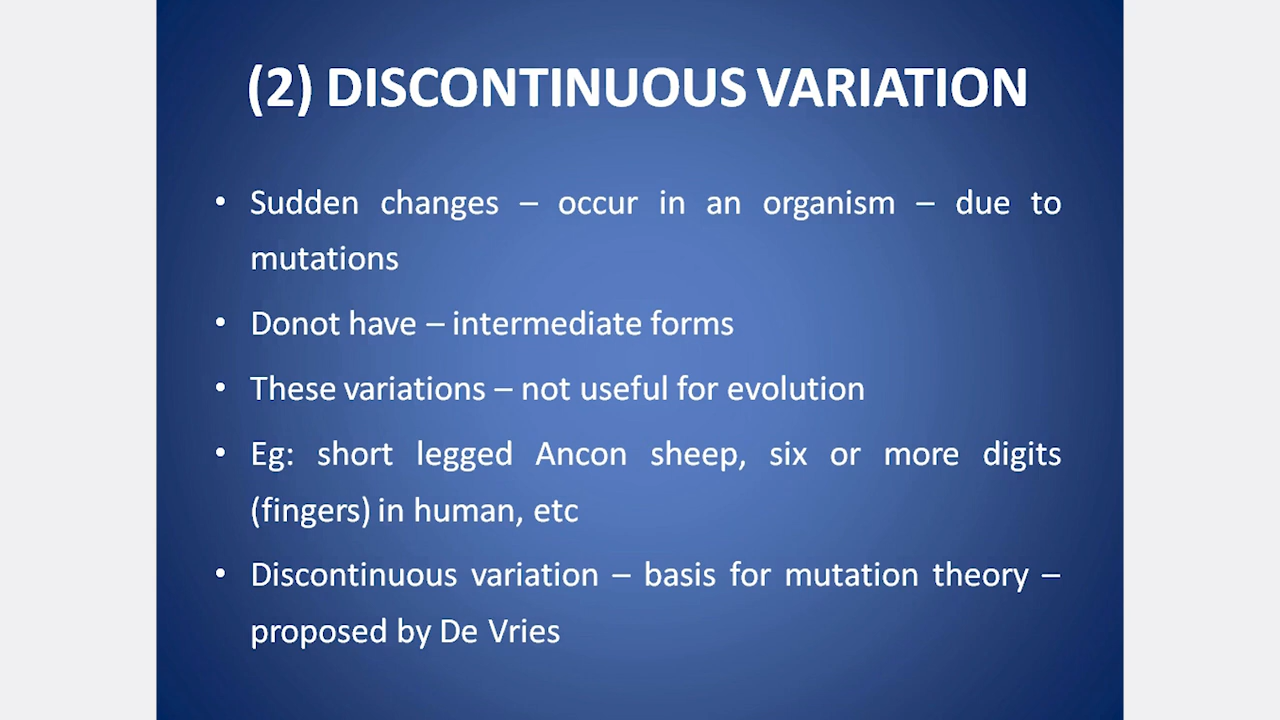 (2) DISCONTINUOUS VARIATION
• Sudden changes – occur in an organism – due to
mutations
• Donot have – intermediate forms
• These variations – not useful for evolution
• Eg: short legged Ancon sheep, six or more digits
(fingers) in human, etc
• Discontinuous variation – basis for mutation theory –
proposed by De Vries